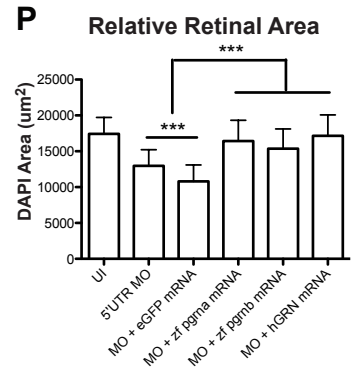 P
Relative Retinal Area
***
DAPI Area (um²)
25000
20000
15000
10000
5000
0
***
UI
5'UTR MO
MO + eGFP mRNA
MO + zf pgrna mRNA
MO + zf pgrnb mRNA
MO + hGRN mRNA